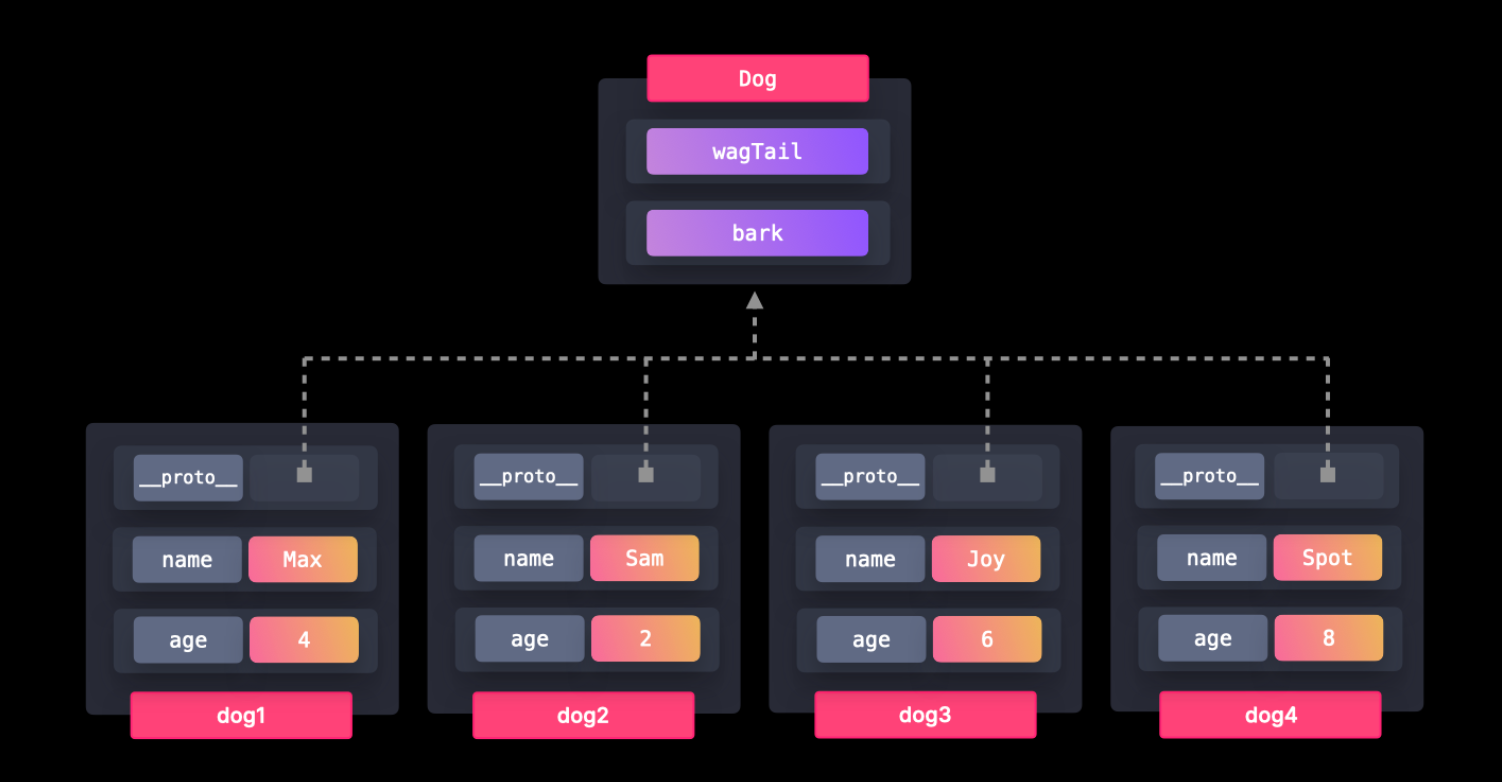 Dog
wagTail
bark
__proto__ __proto__ __proto__ __proto__
name Max name Sam name Joy name Spot
age 4 age 2 age 6 age 8
dog1 dog2 dog3 dog4